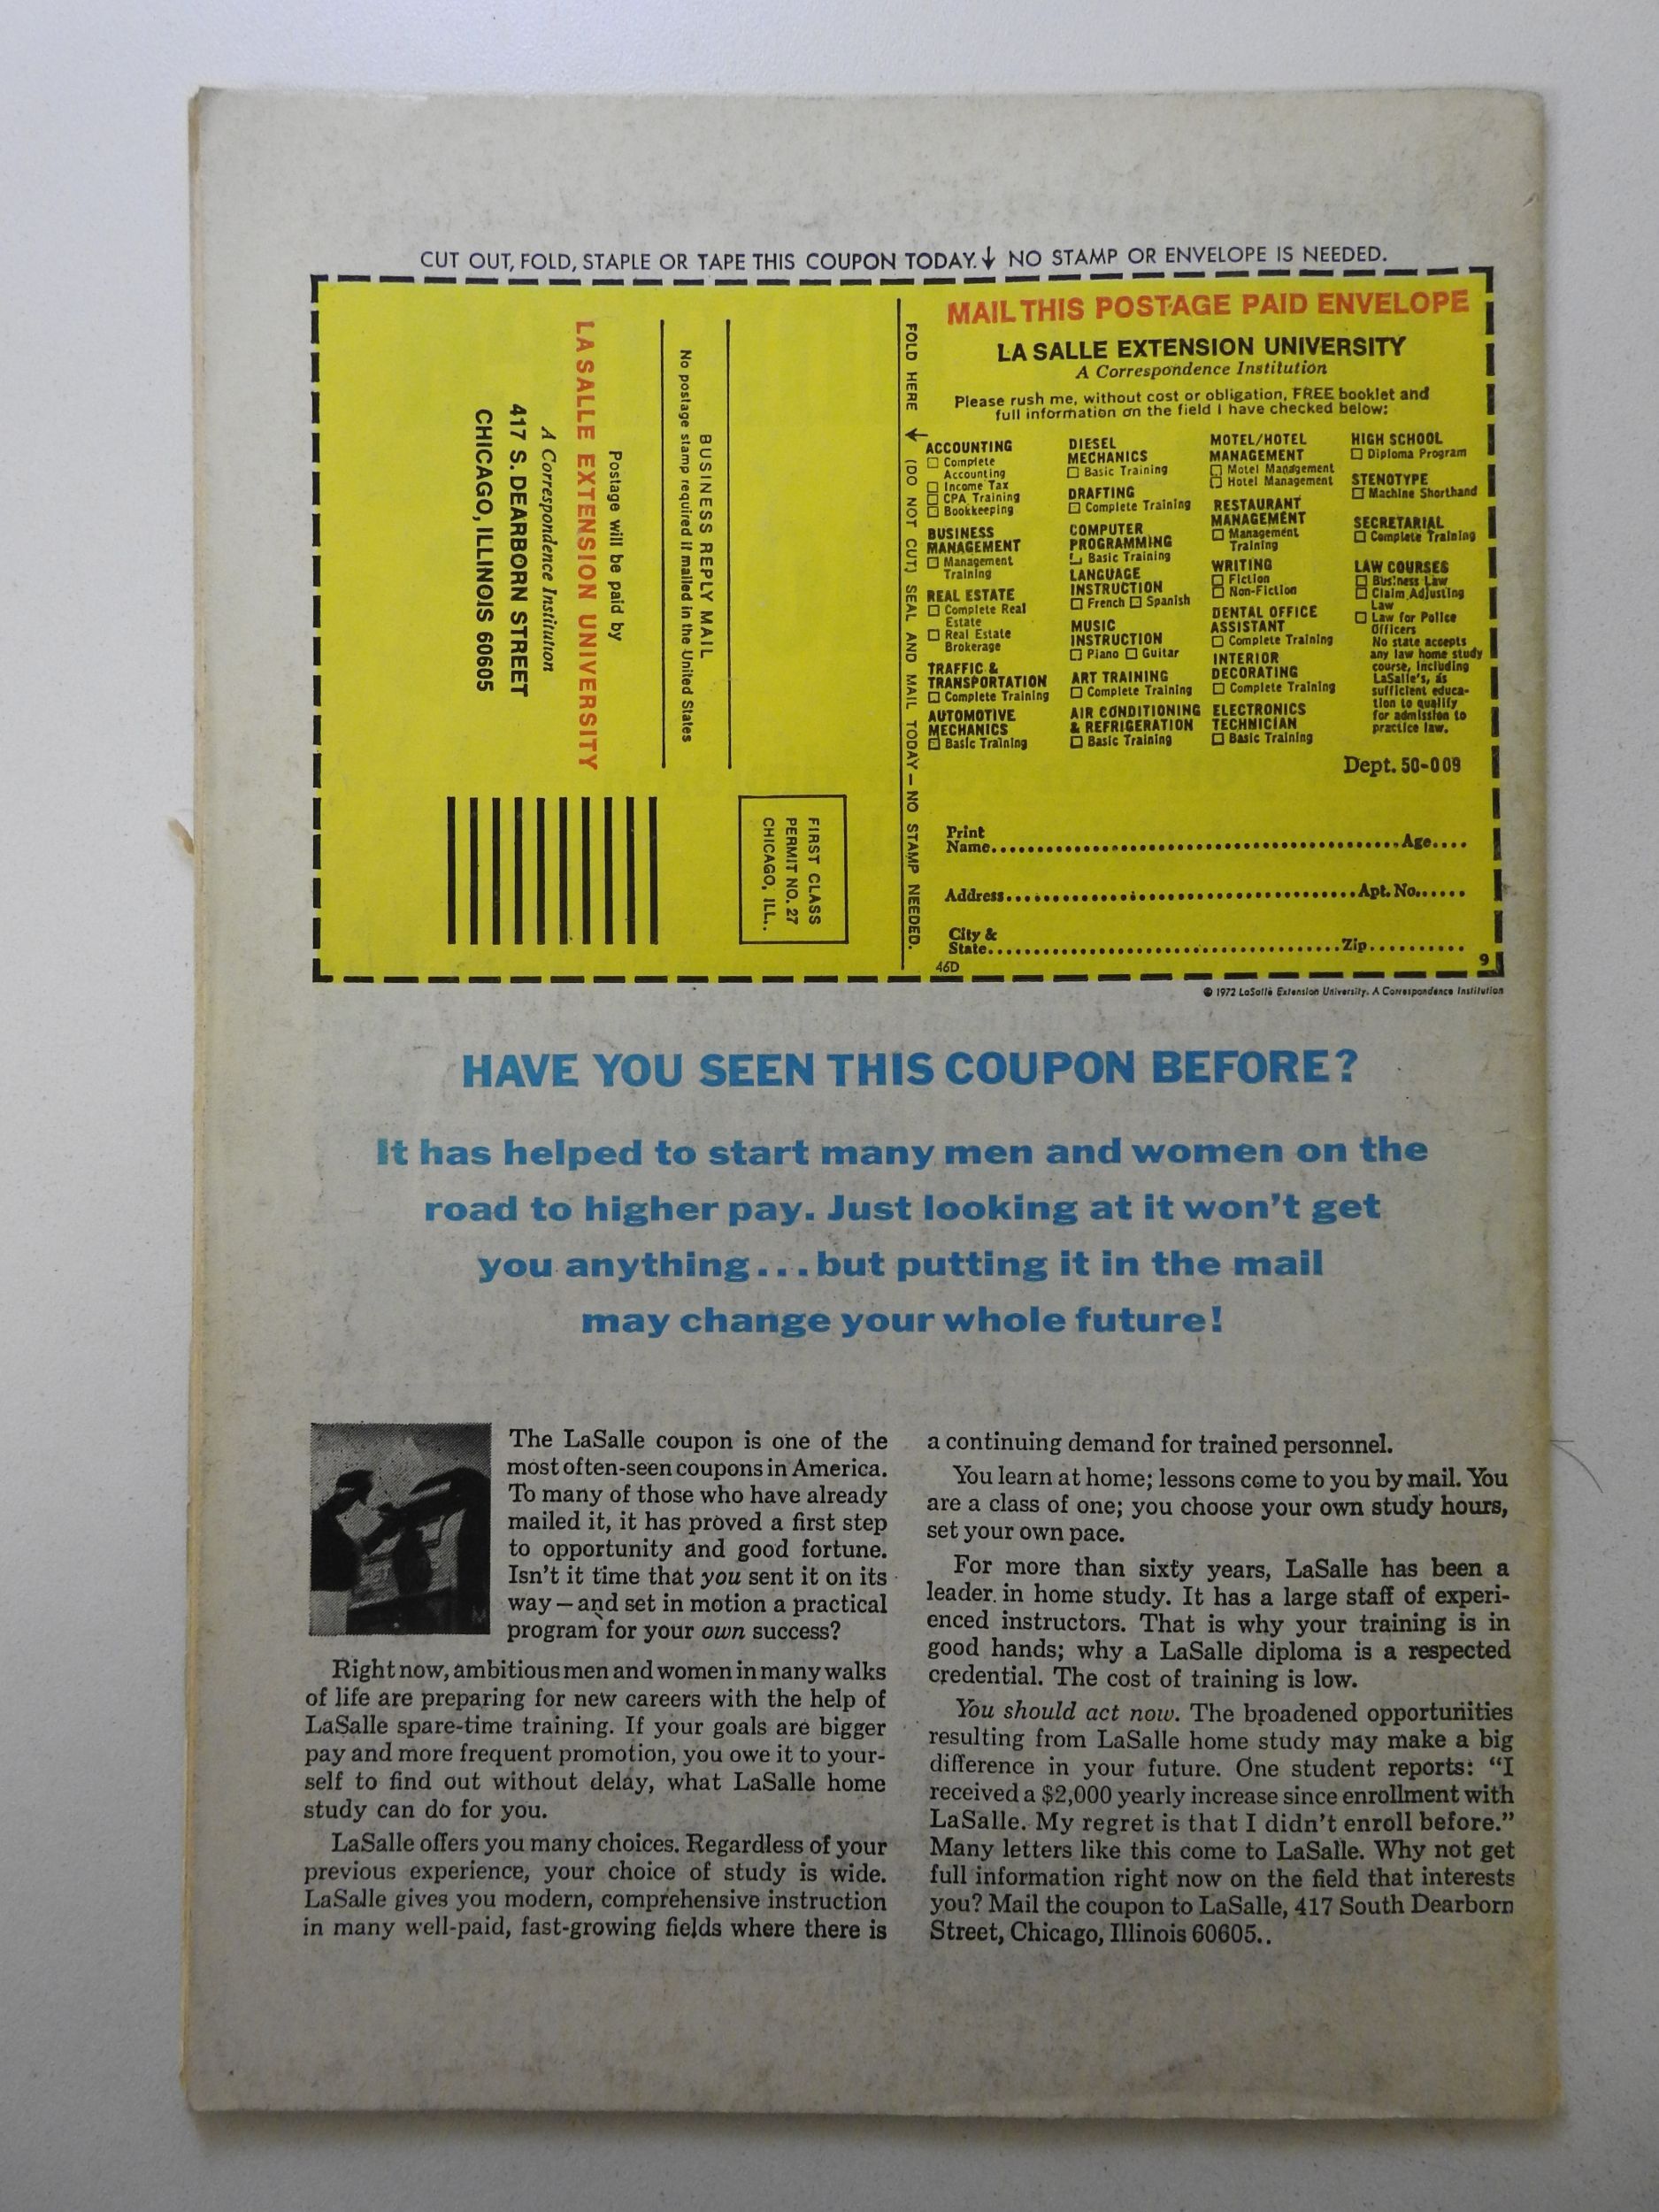 CUT OUT, FOLD, STAPLE OR TAPE THIS COUPON TODAY. ↓ NO STAMP OR ENVELOPE IS NEEDED.
BUSINESS REPLY MAIL
No postage stamp required if mailed in the United States
Postage will be paid by
LA SALLE EXTENSION UNIVERSITY
A Correspondence Institution
417 S. DEARBORN STREET
CHICAGO, ILLINOIS 60605
FIRST CLASS
PERMIT NO. 27
CHICAGO, ILL.
FOLD HERE → (DO NOT CUT) SEAL AND MAIL TODAY — NO STAMP NEEDED.
MAIL THIS POSTAGE PAID ENVELOPE
LA SALLE EXTENSION UNIVERSITY
A Correspondence Institution
Please rush me, without cost or obligation, FREE booklet and
full information on the field I have checked below:
ACCOUNTING
☐ Complete
Accounting
☐ Income Tax
☐ CPA Training
☐ Bookkeeping
BUSINESS
MANAGEMENT
☐ Management
Training
REAL ESTATE
☐ Complete Real
Estate
☐ Real Estate
Brokerage
TRAFFIC &
TRANSPORTATION
☐ Complete Training
AUTOMOTIVE
MECHANICS
☐ Basic Training
DIESEL
MECHANICS
☐ Basic Training
DRAFTING
☐ Complete Training
COMPUTER
PROGRAMMING
☐ Basic Training
LANGUAGE
INSTRUCTION
☐ French ☐ Spanish
MUSIC
INSTRUCTION
☐ Piano ☐ Guitar
ART TRAINING
☐ Complete Training
AIR CONDITIONING
& REFRIGERATION
☐ Basic Training
MOTEL/HOTEL
MANAGEMENT
☐ Motel Management
☐ Hotel Management
RESTAURANT
MANAGEMENT
☐ Management
Training
WRITING
☐ Fiction
☐ Non-Fiction
DENTAL OFFICE
ASSISTANT
☐ Complete Training
INTERIOR
DECORATING
☐ Complete Training
ELECTRONICS
TECHNICIAN
☐ Basic Training
HIGH SCHOOL
☐ Diploma Program
STENOTYPE
☐ Machine Shorthand
SECRETARIAL
☐ Complete Training
LAW COURSES
☐ Business Law
☐ Claim Adjusting
Law
☐ Law for Police
Officers
No state accepts
any law home study
course, including
LaSalle's, as
sufficient educa-
tion to qualify
for admission to
practice law.
Dept. 50-009
Print
Name.......... Age....
Address.......... Apt. No......
City &
State.......... Zip..........
46D 9
© 1972 LaSalle Extension University. A Correspondence Institution
HAVE YOU SEEN THIS COUPON BEFORE?
It has helped to start many men and women on the
road to higher pay. Just looking at it won't get
you anything...but putting it in the mail
may change your whole future!
The LaSalle coupon is one of the
most often-seen coupons in America.
To many of those who have already
mailed it, it has proved a first step
to opportunity and good fortune.
Isn't it time that you sent it on its
way — and set in motion a practical
program for your own success?
Right now, ambitious men and women in many walks
of life are preparing for new careers with the help of
LaSalle spare-time training. If your goals are bigger
pay and more frequent promotion, you owe it to your-
self to find out without delay, what LaSalle home
study can do for you.
LaSalle offers you many choices. Regardless of your
previous experience, your choice of study is wide.
LaSalle gives you modern, comprehensive instruction
in many well-paid, fast-growing fields where there is
a continuing demand for trained personnel.
You learn at home; lessons come to you by mail. You
are a class of one; you choose your own study hours,
set your own pace.
For more than sixty years, LaSalle has been a
leader in home study. It has a large staff of experi-
enced instructors. That is why your training is in
good hands; why a LaSalle diploma is a respected
credential. The cost of training is low.
You should act now. The broadened opportunities
resulting from LaSalle home study may make a big
difference in your future. One student reports: "I
received a $2,000 yearly increase since enrollment with
LaSalle. My regret is that I didn't enroll before."
Many letters like this come to LaSalle. Why not get
full information right now on the field that interests
you? Mail the coupon to LaSalle, 417 South Dearborn
Street, Chicago, Illinois 60605..